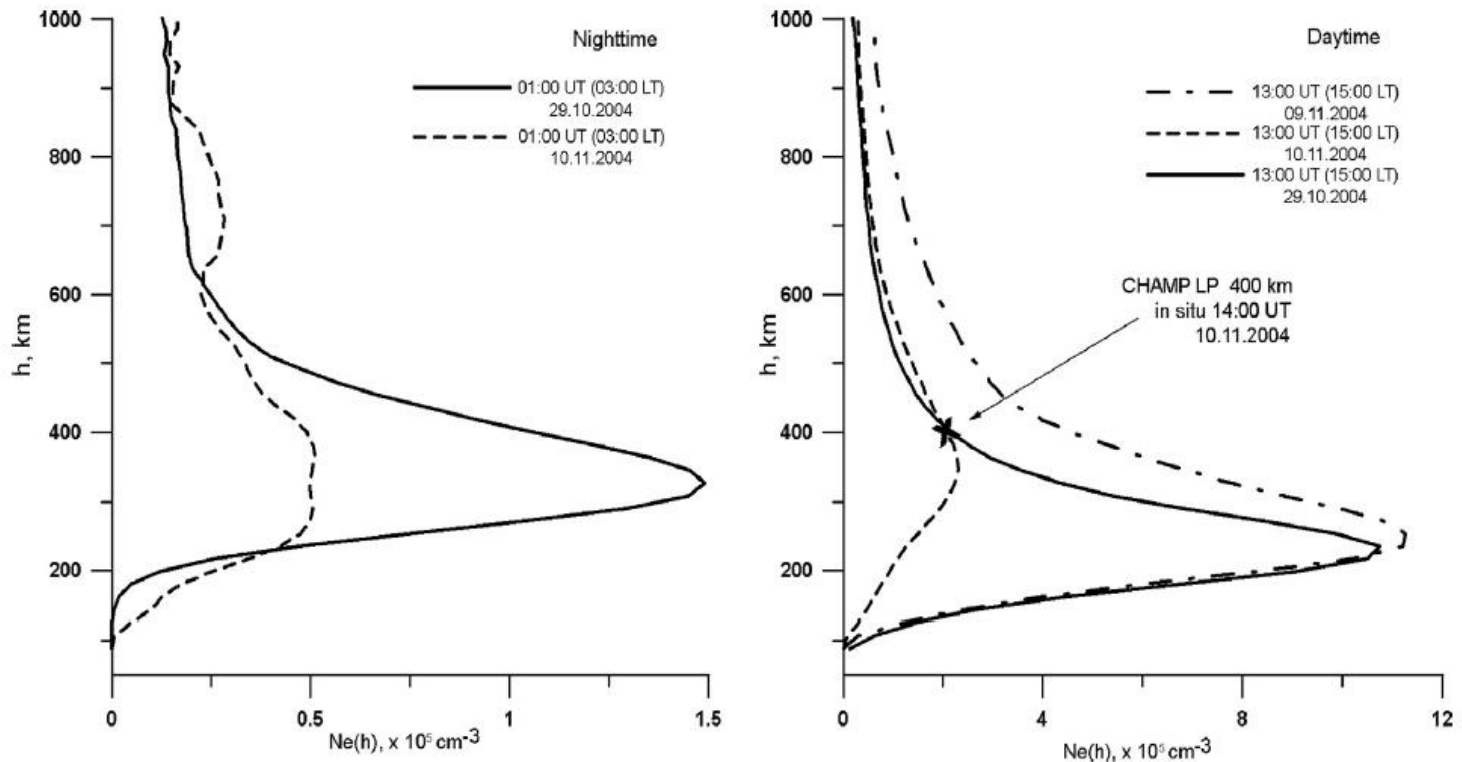 1000
800
600
400
200
h, km
0
0.5
1
1.5
Ne(h), x 10⁵ cm⁻³
Nighttime
01:00 UT (03:00 LT)
29.10.2004
01:00 UT (03:00 LT)
10.11.2004
1000
800
600
400
200
h, km
0
4
8
12
Ne(h), x 10⁵ cm⁻³
Daytime
13:00 UT (15:00 LT)
09.11.2004
13:00 UT (15:00 LT)
10.11.2004
13:00 UT (15:00 LT)
29.10.2004
CHAMP LP 400 km
in situ 14:00 UT
10.11.2004